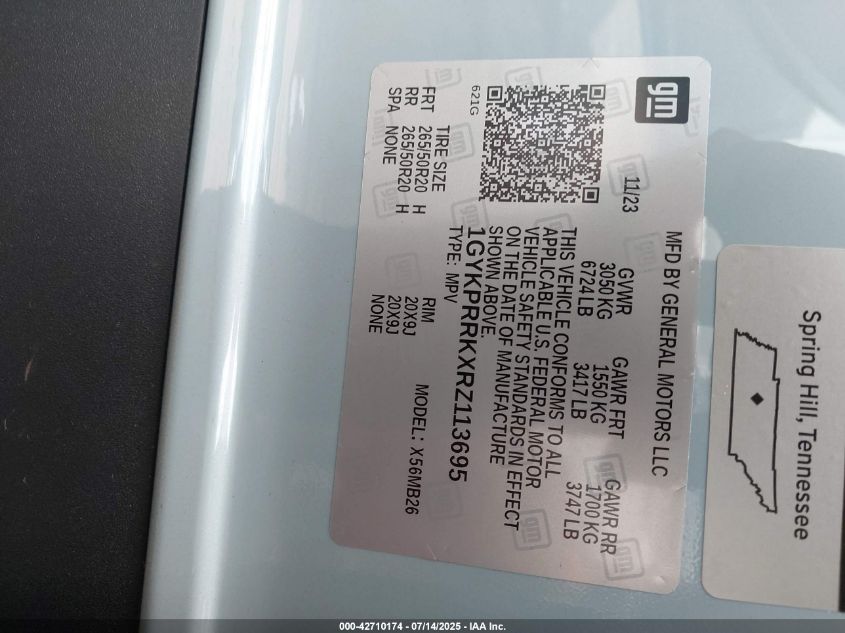 gm
MFD BY GENERAL MOTORS LLC
11/23
GVWR GAWR FRT GAWR RR
3050 KG 1550 KG 1700 KG
6724 LB 3417 LB 3747 LB
THIS VEHICLE CONFORMS TO ALL
APPLICABLE U.S. FEDERAL MOTOR
VEHICLE SAFETY STANDARDS IN EFFECT
ON THE DATE OF MANUFACTURE
SHOWN ABOVE.
1GYKPRRKXRZ113695
TYPE: MPV MODEL: X56MB26
621G
TIRE SIZE RIM
FRT 265/50R20 H 20X9J
RR 265/50R20 H 20X9J
SPA NONE NONE
Spring Hill, Tennessee
000-42710174 - 07/14/2025 - IAA Inc.